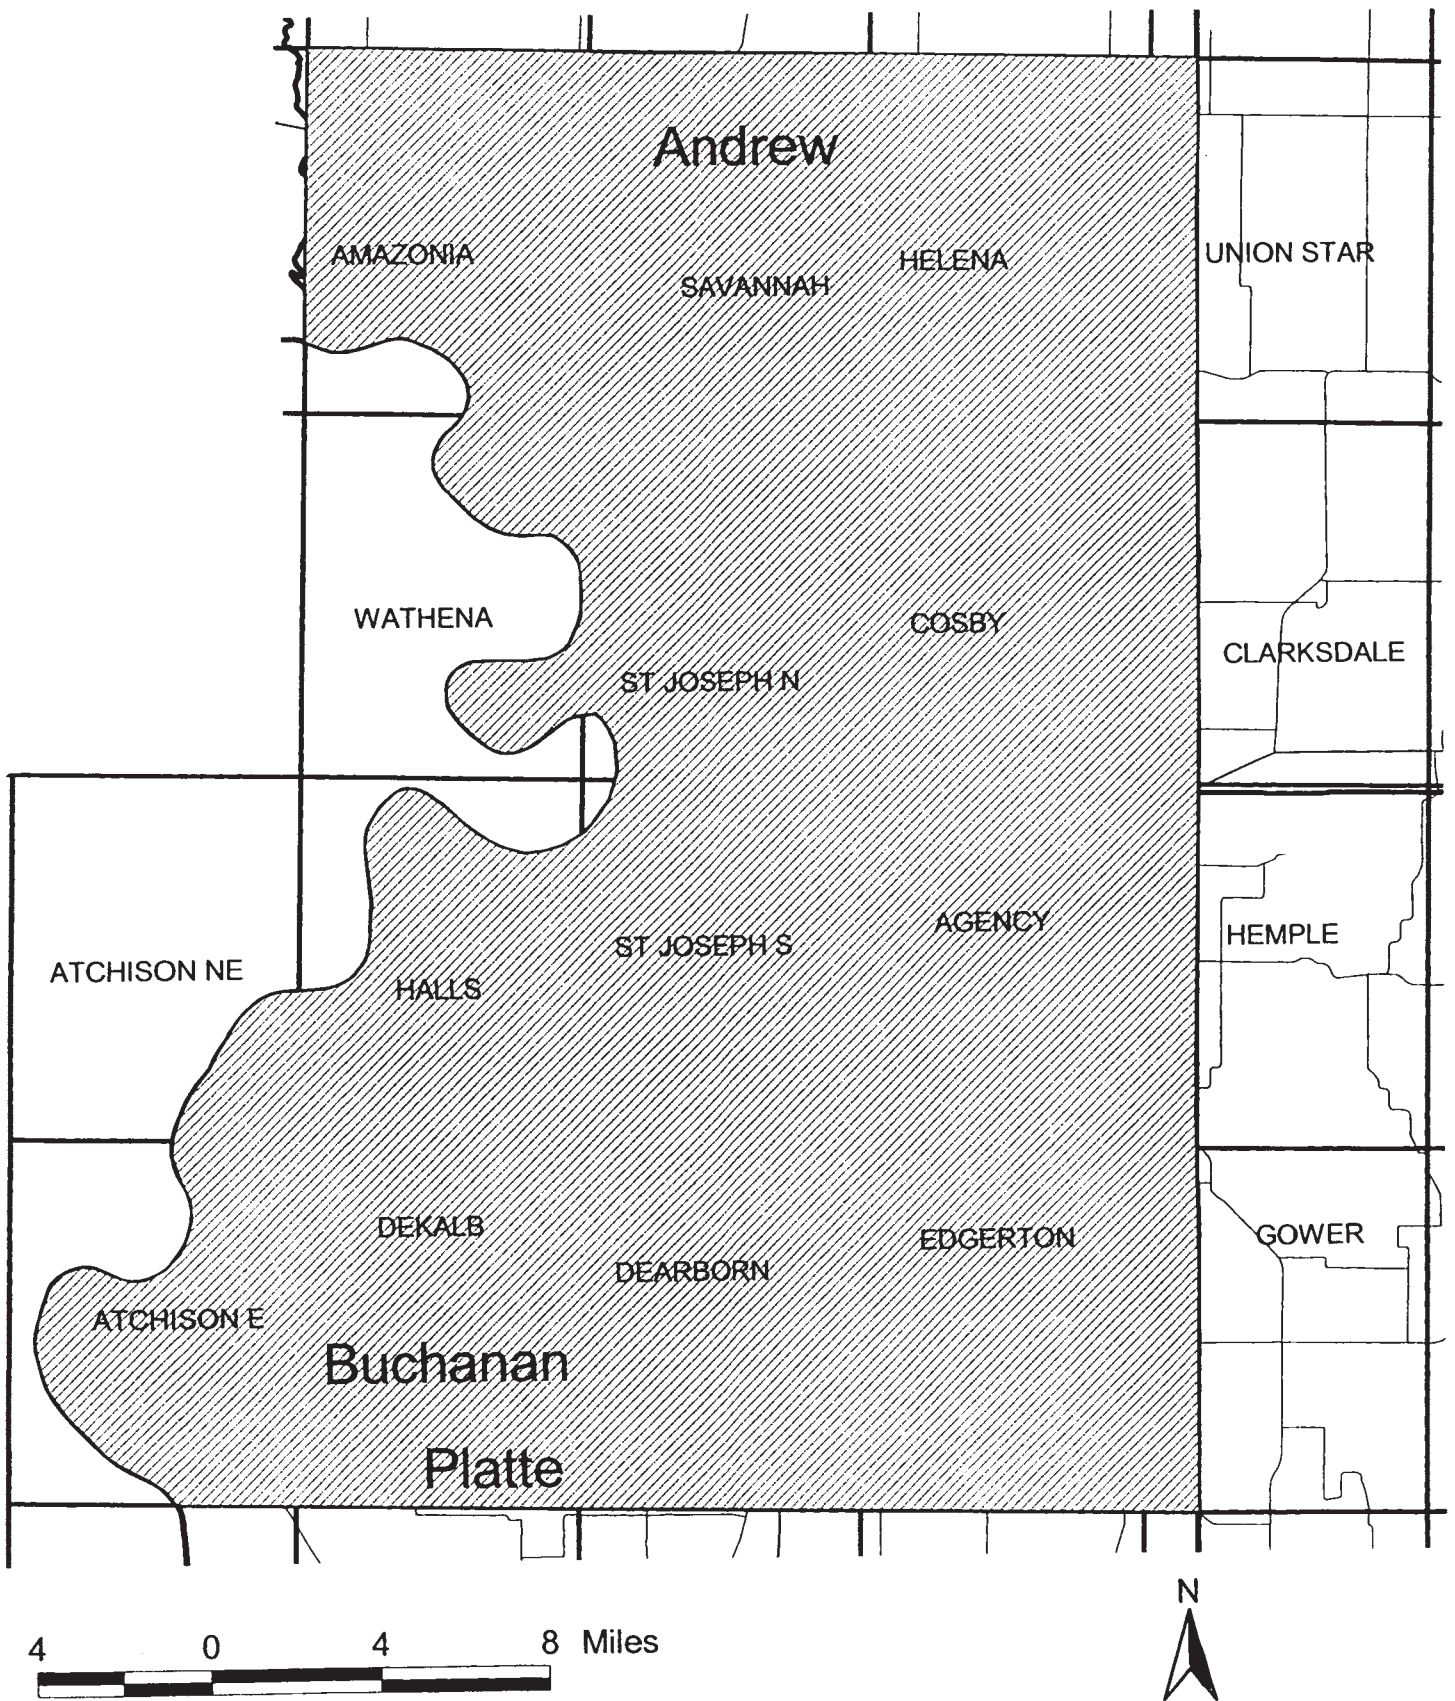 Andrew
AMAZONIA
SAVANNAH
HELENA
UNION STAR
WATHENA
COSBY
ST JOSEPH N
CLARKSDALE
ATCHISON NE
HALLS
ST JOSEPH S
AGENCY
HEMPLE
DEKALB
DEARBORN
EDGERTON
GOWER
ATCHISON E
Buchanan
Platte
N
4 0 4 8 Miles